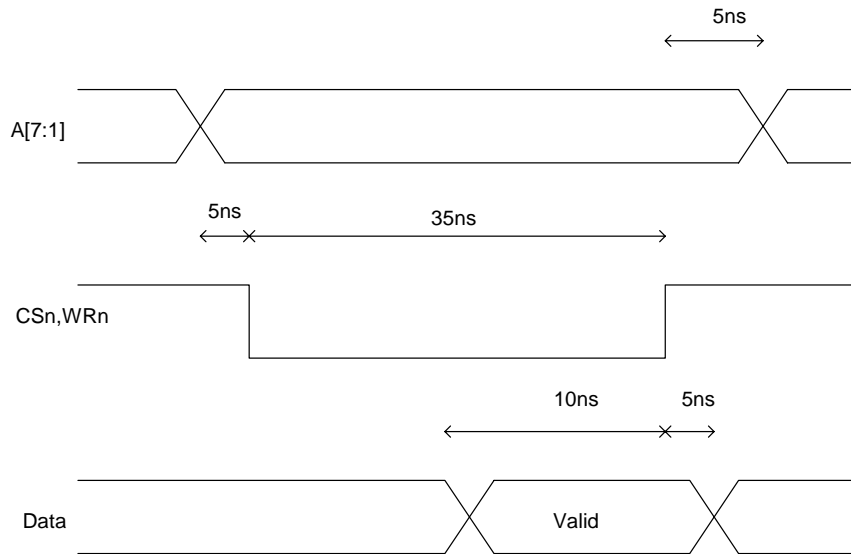 5ns
A[7:1]
5ns
35ns
CSn,WRn
10ns
5ns
Data
Valid